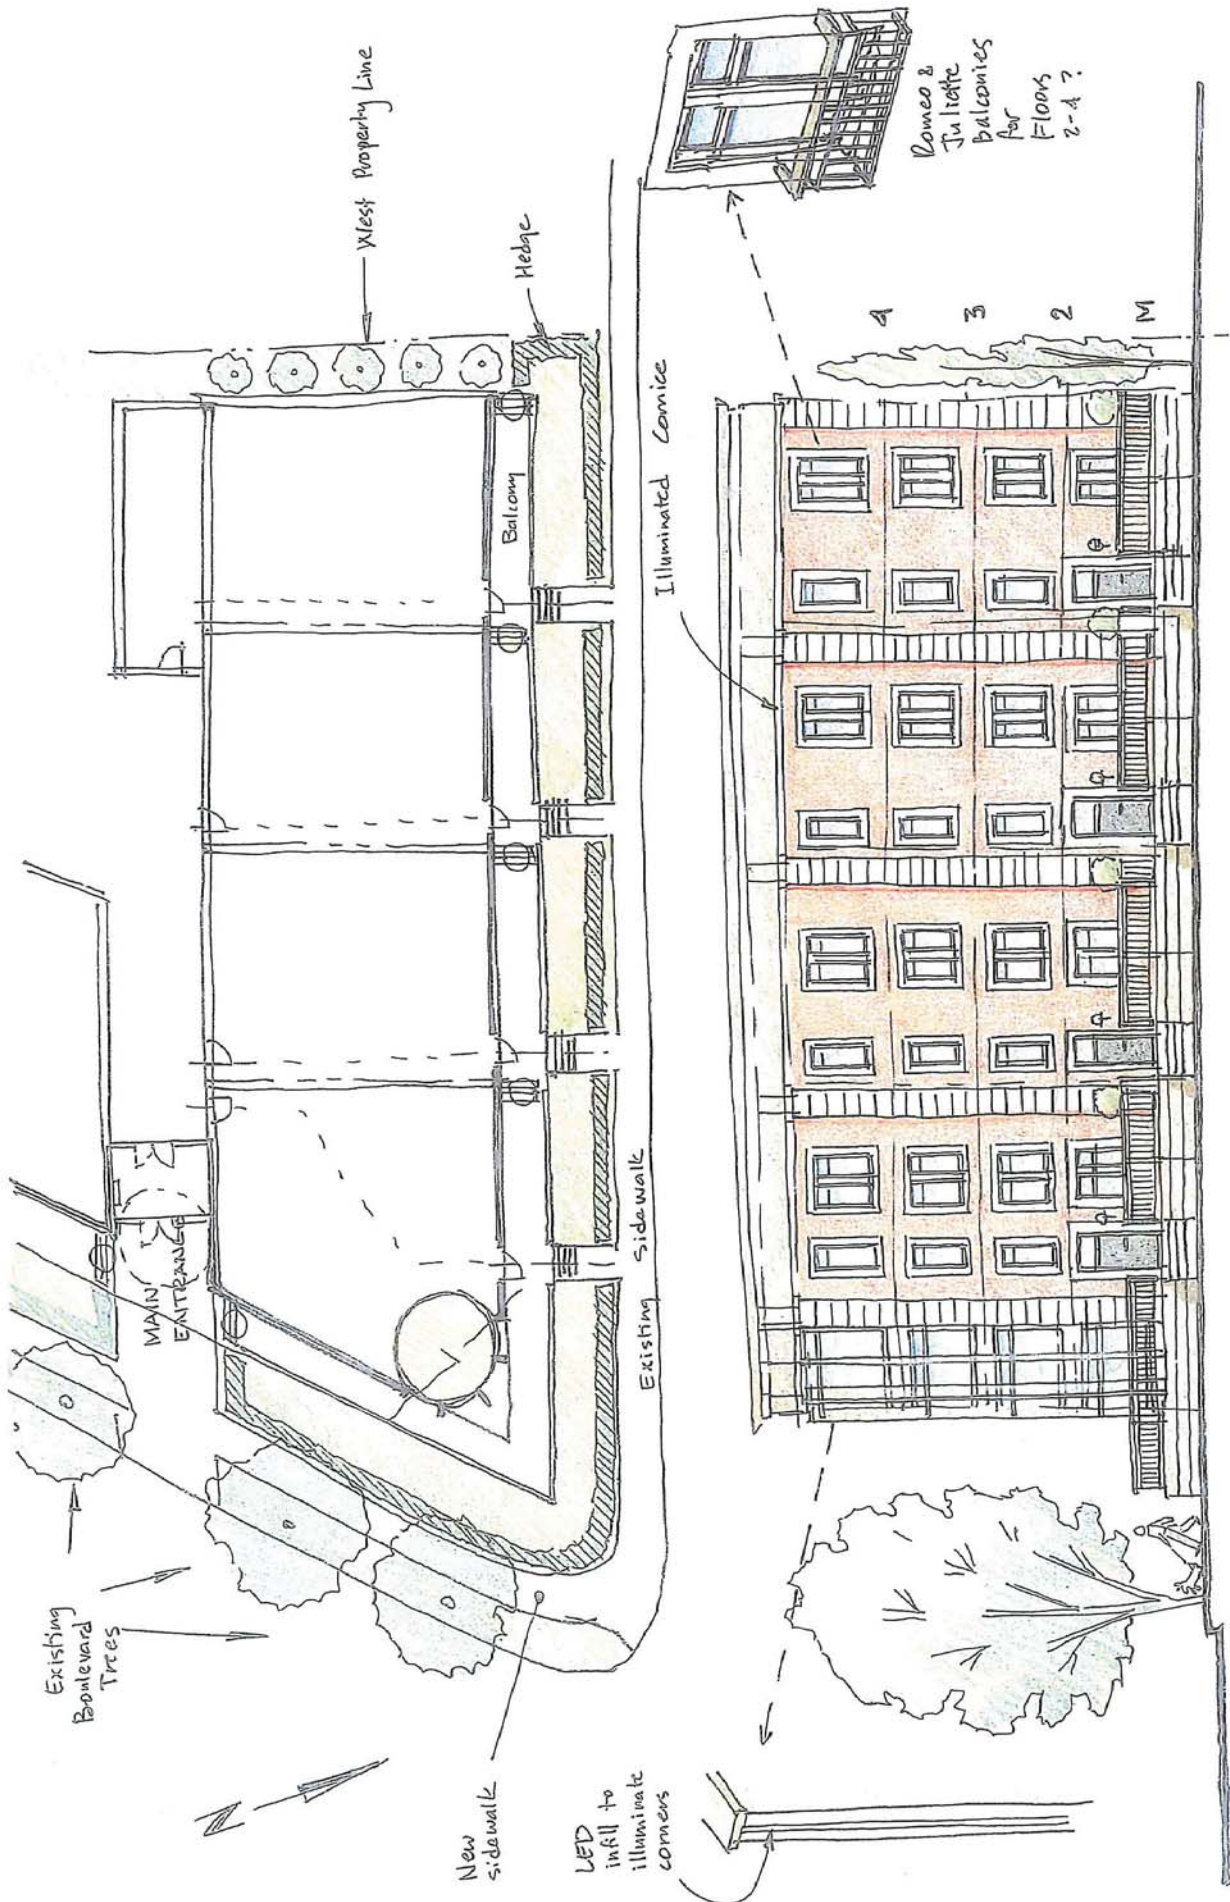 Existing
Boulevard
Trees
West Property Line
MAIN
ENTRANCE
N
Balcony
Hedge
New
sidewalk
Existing Sidewalk
LED
infill to
illuminate
corners
Illuminated Cornice
4
3
2
M
Romeo &
Juliette
Balconies
for
Floors
2-4?